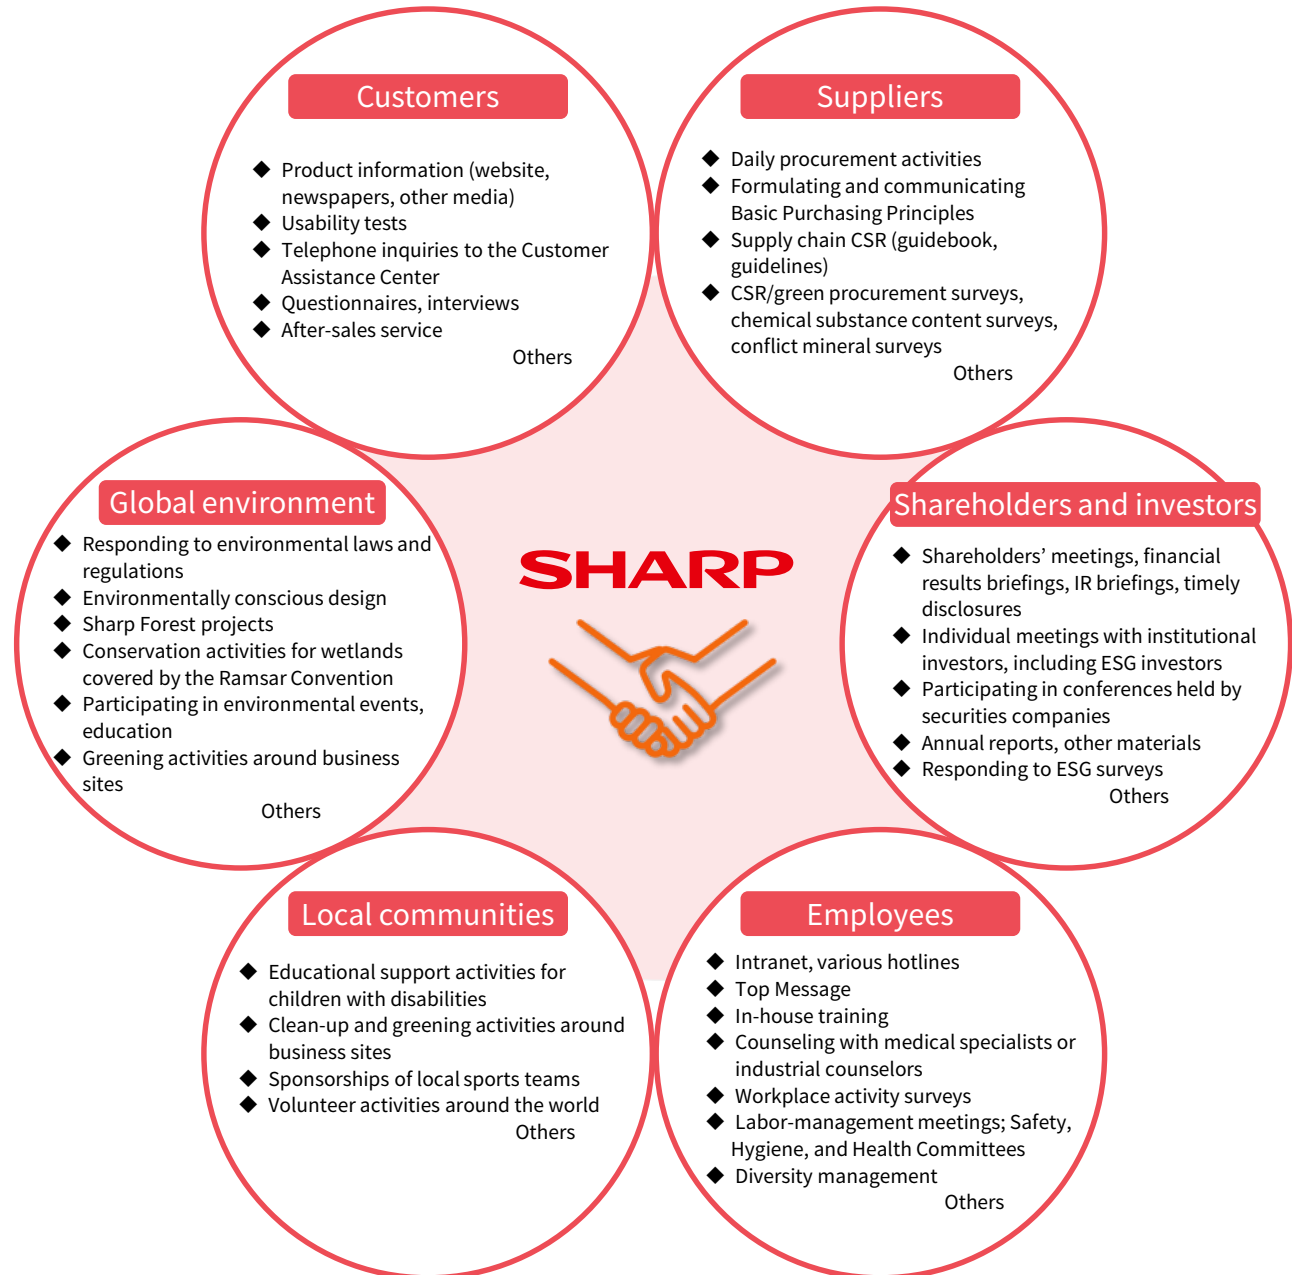 Customers
◆ Product information (website,
newspapers, other media)
◆ Usability tests
◆ Telephone inquiries to the Customer
Assistance Center
◆ Questionnaires, interviews
◆ After-sales service
Others
Suppliers
◆ Daily procurement activities
◆ Formulating and communicating
Basic Purchasing Principles
◆ Supply chain CSR (guidebook,
guidelines)
◆ CSR/green procurement surveys,
chemical substance content surveys,
conflict mineral surveys
Others
Global environment
◆ Responding to environmental laws and
regulations
◆ Environmentally conscious design
◆ Sharp Forest projects
◆ Conservation activities for wetlands
covered by the Ramsar Convention
◆ Participating in environmental events,
education
◆ Greening activities around business
sites
Others
SHARP
Shareholders and investors
◆ Shareholders’ meetings, financial
results briefings, IR briefings, timely
disclosures
◆ Individual meetings with institutional
investors, including ESG investors
◆ Participating in conferences held by
securities companies
◆ Annual reports, other materials
◆ Responding to ESG surveys
Others
Local communities
◆ Educational support activities for
children with disabilities
◆ Clean-up and greening activities around
business sites
◆ Sponsorships of local sports teams
◆ Volunteer activities around the world
Others
Employees
◆ Intranet, various hotlines
◆ Top Message
◆ In-house training
◆ Counseling with medical specialists or
industrial counselors
◆ Workplace activity surveys
◆ Labor-management meetings; Safety,
Hygiene, and Health Committees
◆ Diversity management
Others